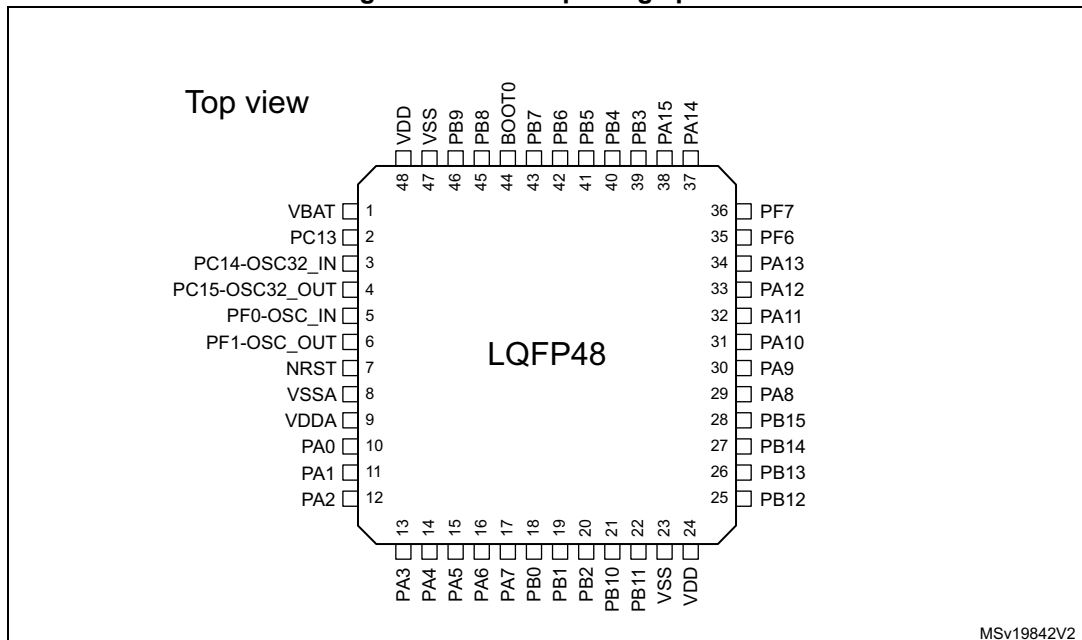 Top view
48 VDD
47 VSS
46 PB9
45 PB8
44 BOOT0
43 PB7
42 PB6
41 PB5
40 PB4
39 PB3
38 PA15
37 PA14
VBAT 1
PC13 2
PC14-OSC32_IN 3
PC15-OSC32_OUT 4
PF0-OSC_IN 5
PF1-OSC_OUT 6
NRST 7
VSSA 8
VDDA 9
PA0 10
PA1 11
PA2 12
LQFP48
36 PF7
35 PF6
34 PA13
33 PA12
32 PA11
31 PA10
30 PA9
29 PA8
28 PB15
27 PB14
26 PB13
25 PB12
PA3 13
PA4 14
PA5 15
PA6 16
PA7 17
PB0 18
PB1 19
PB2 20
PB10 21
PB11 22
VSS 23
VDD 24
MSv19842V2